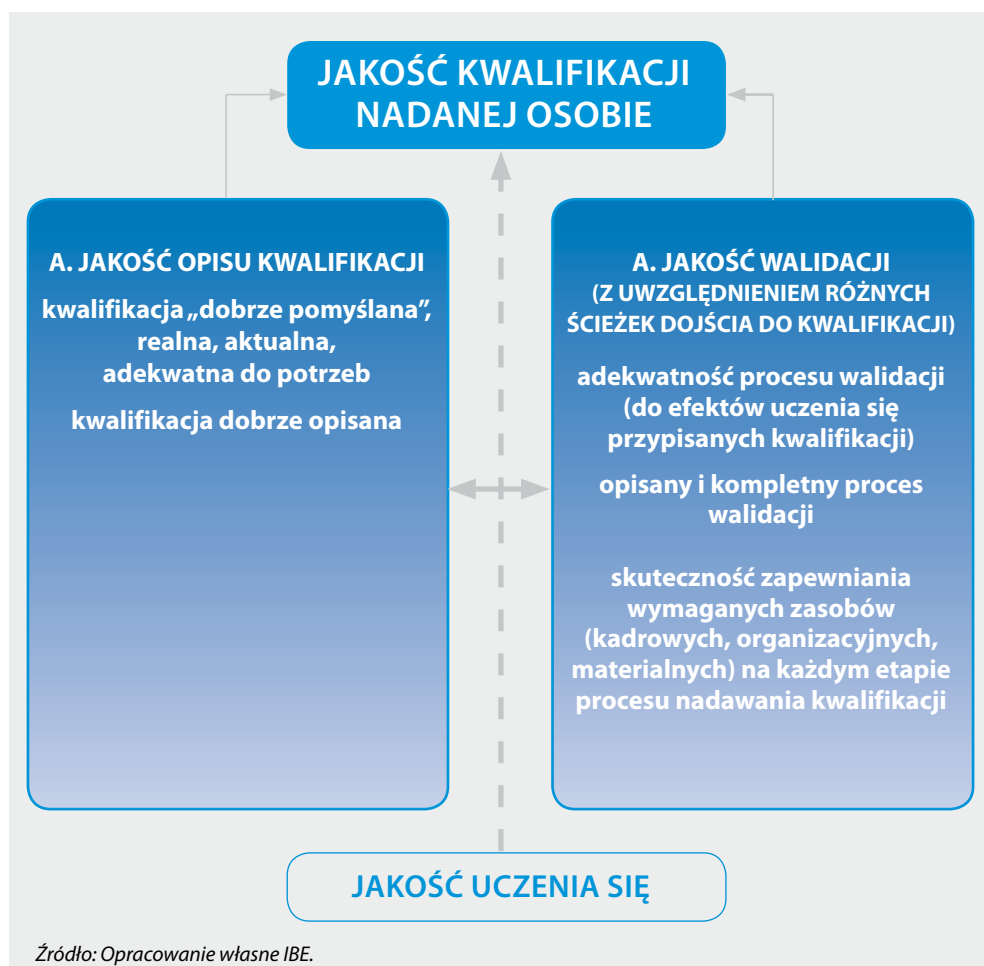 JAKOŚĆ KWALIFIKACJI
NADANEJ OSOBIE
A. JAKOŚĆ OPISU KWALIFIKACJI
kwalifikacja „dobrze pomyślana”,
realna, aktualna,
adekwatna do potrzeb
kwalifikacja dobrze opisana
A. JAKOŚĆ WALIDACJI
(Z UWZGLĘDNIENIEM RÓŻNYCH
ŚCIEŻEK DOJŚCIA DO KWALIFIKACJI)
adekwatność procesu walidacji
(do efektów uczenia się
przypisanych kwalifikacji)
opisany i kompletny proces
walidacji
skuteczność zapewniania
wymaganych zasobów
(kadrowych, organizacyjnych,
materialnych) na każdym etapie
procesu nadawania kwalifikacji
JAKOŚĆ UCZENIA SIĘ
Źródło: Opracowanie własne IBE.